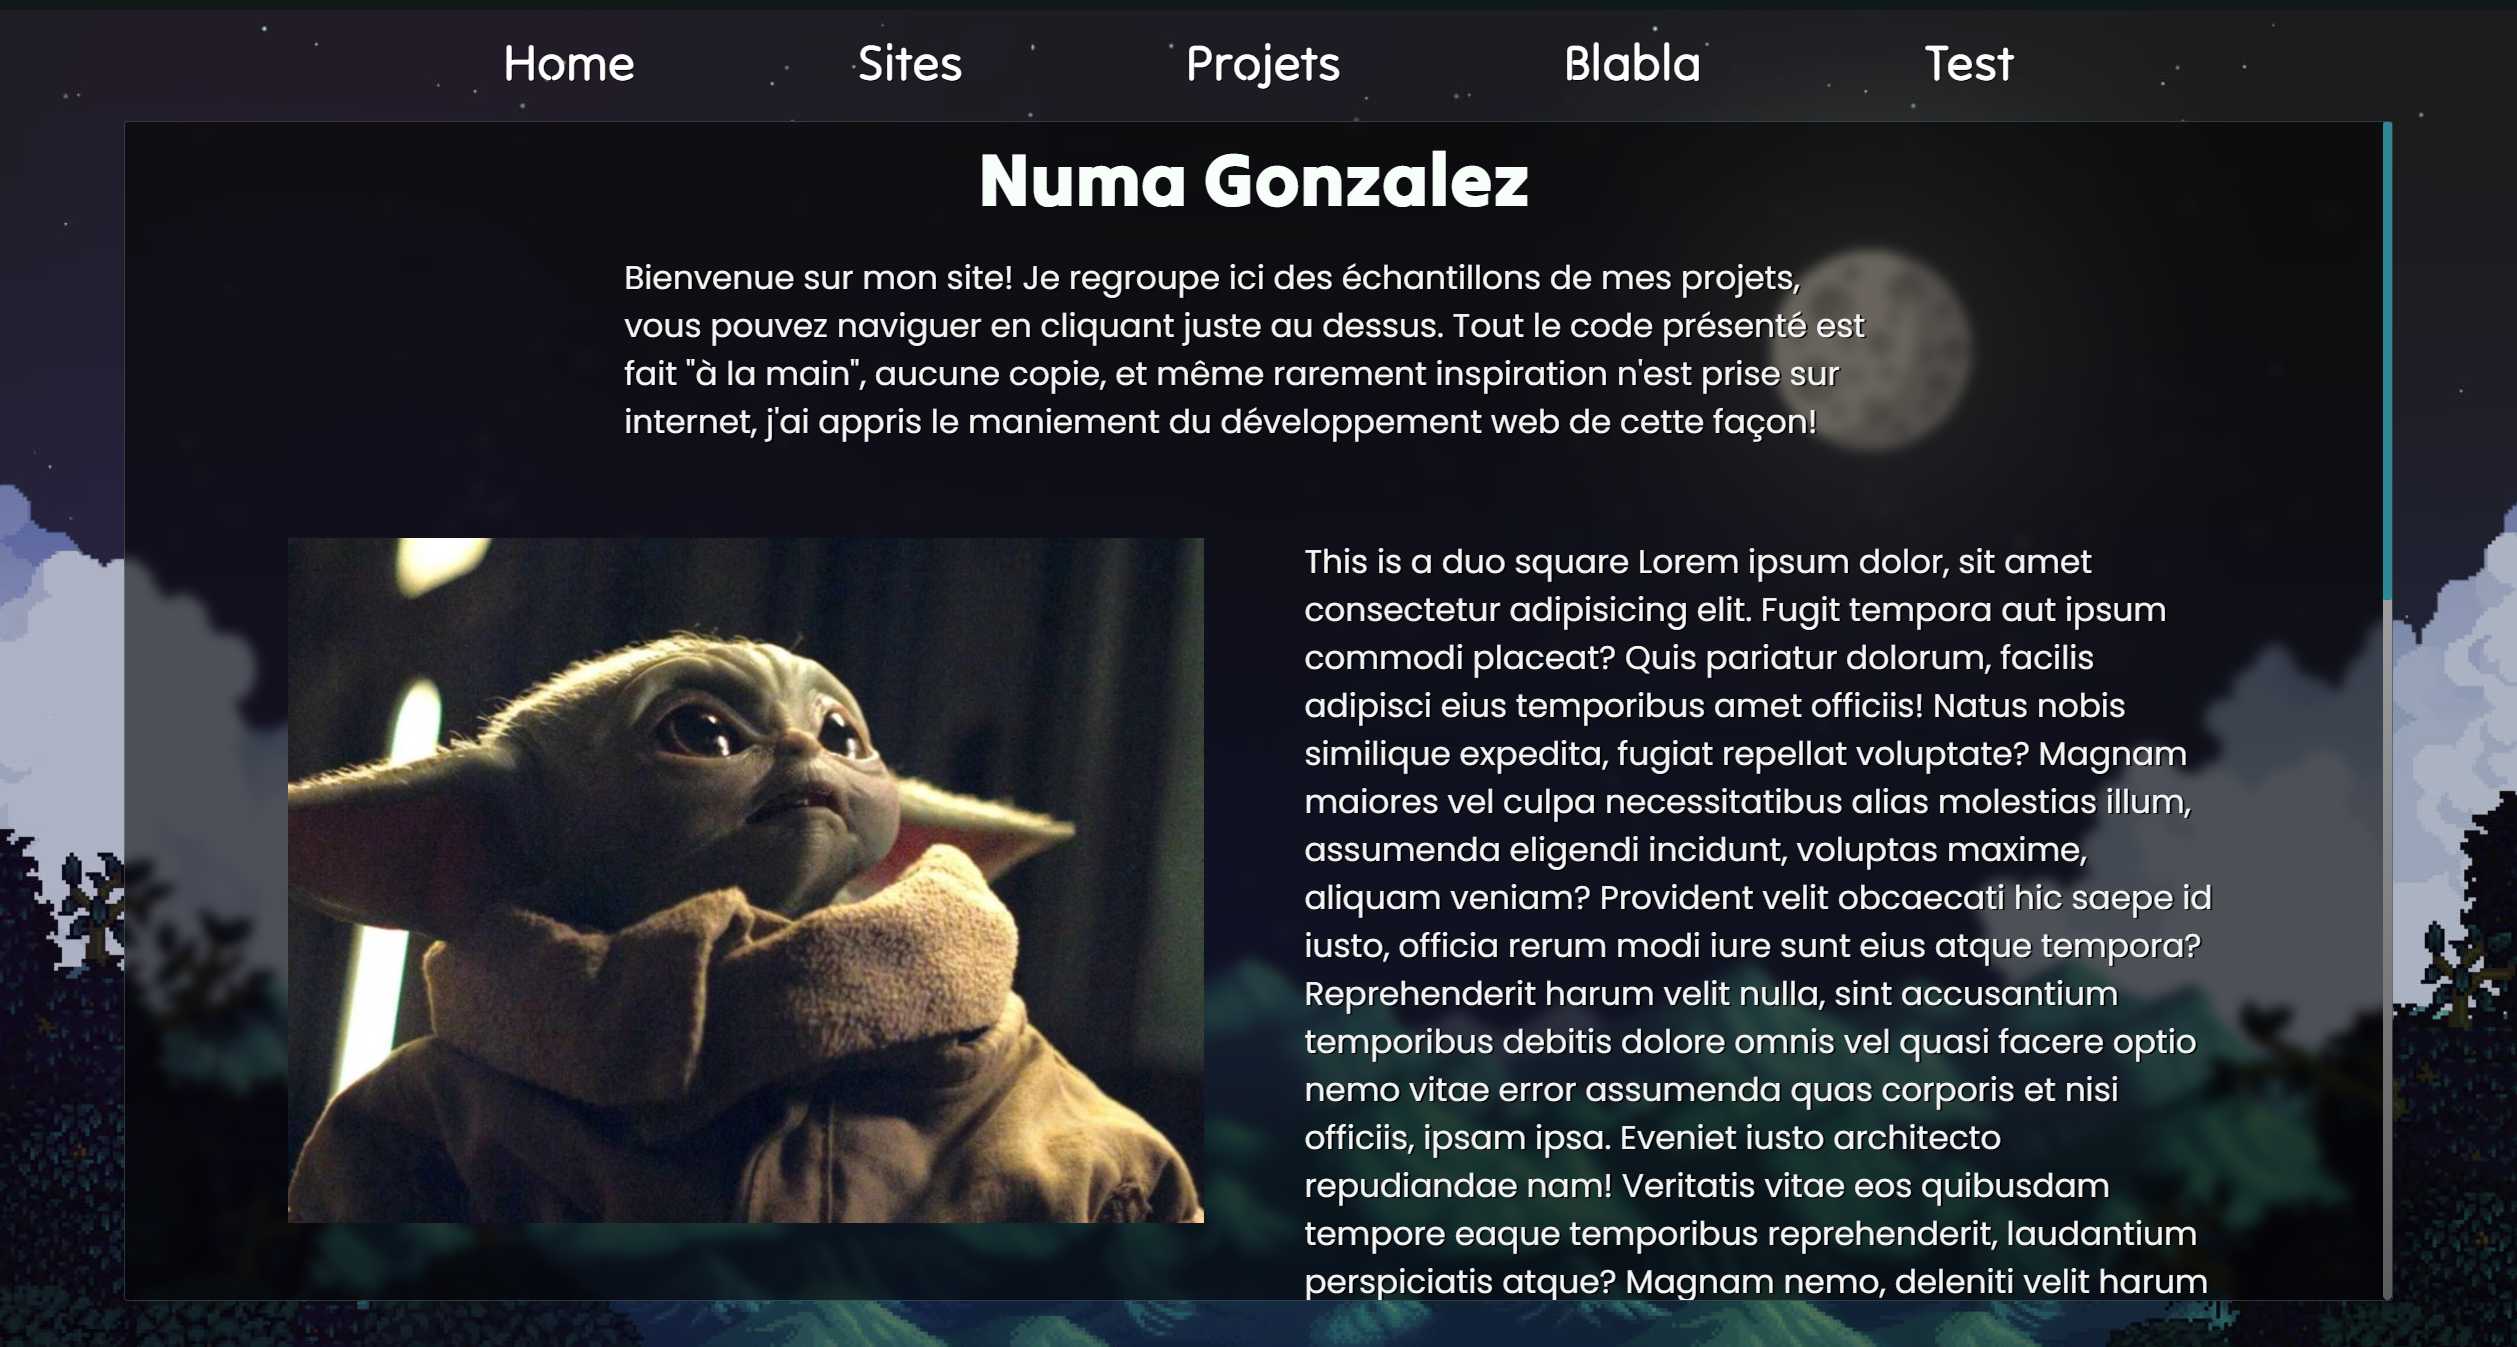 Home Sites Projets Blabla Test
Numa Gonzalez
Bienvenue sur mon site! Je regroupe ici des échantillons de mes projets,
vous pouvez naviguer en cliquant juste au dessus. Tout le code présenté est
fait "à la main", aucune copie, et même rarement inspiration n'est prise sur
internet, j'ai appris le maniement du développement web de cette façon!
This is a duo square Lorem ipsum dolor, sit amet
consectetur adipisicing elit. Fugit tempora aut ipsum
commodi placeat? Quis pariatur dolorum, facilis
adipisci eius temporibus amet officiis! Natus nobis
similique expedita, fugiat repellat voluptate? Magnam
maiores vel culpa necessitatibus alias molestias illum,
assumenda eligendi incidunt, voluptas maxime,
aliquam veniam? Provident velit obcaecati hic saepe id
iusto, officia rerum modi iure sunt eius atque tempora?
Reprehenderit harum velit nulla, sint accusantium
temporibus debitis dolore omnis vel quasi facere optio
nemo vitae error assumenda quas corporis et nisi
officiis, ipsam ipsa. Eveniet iusto architecto
repudiandae nam! Veritatis vitae eos quibusdam
tempore eaque temporibus reprehenderit, laudantium
perspiciatis atque? Magnam nemo, deleniti velit harum